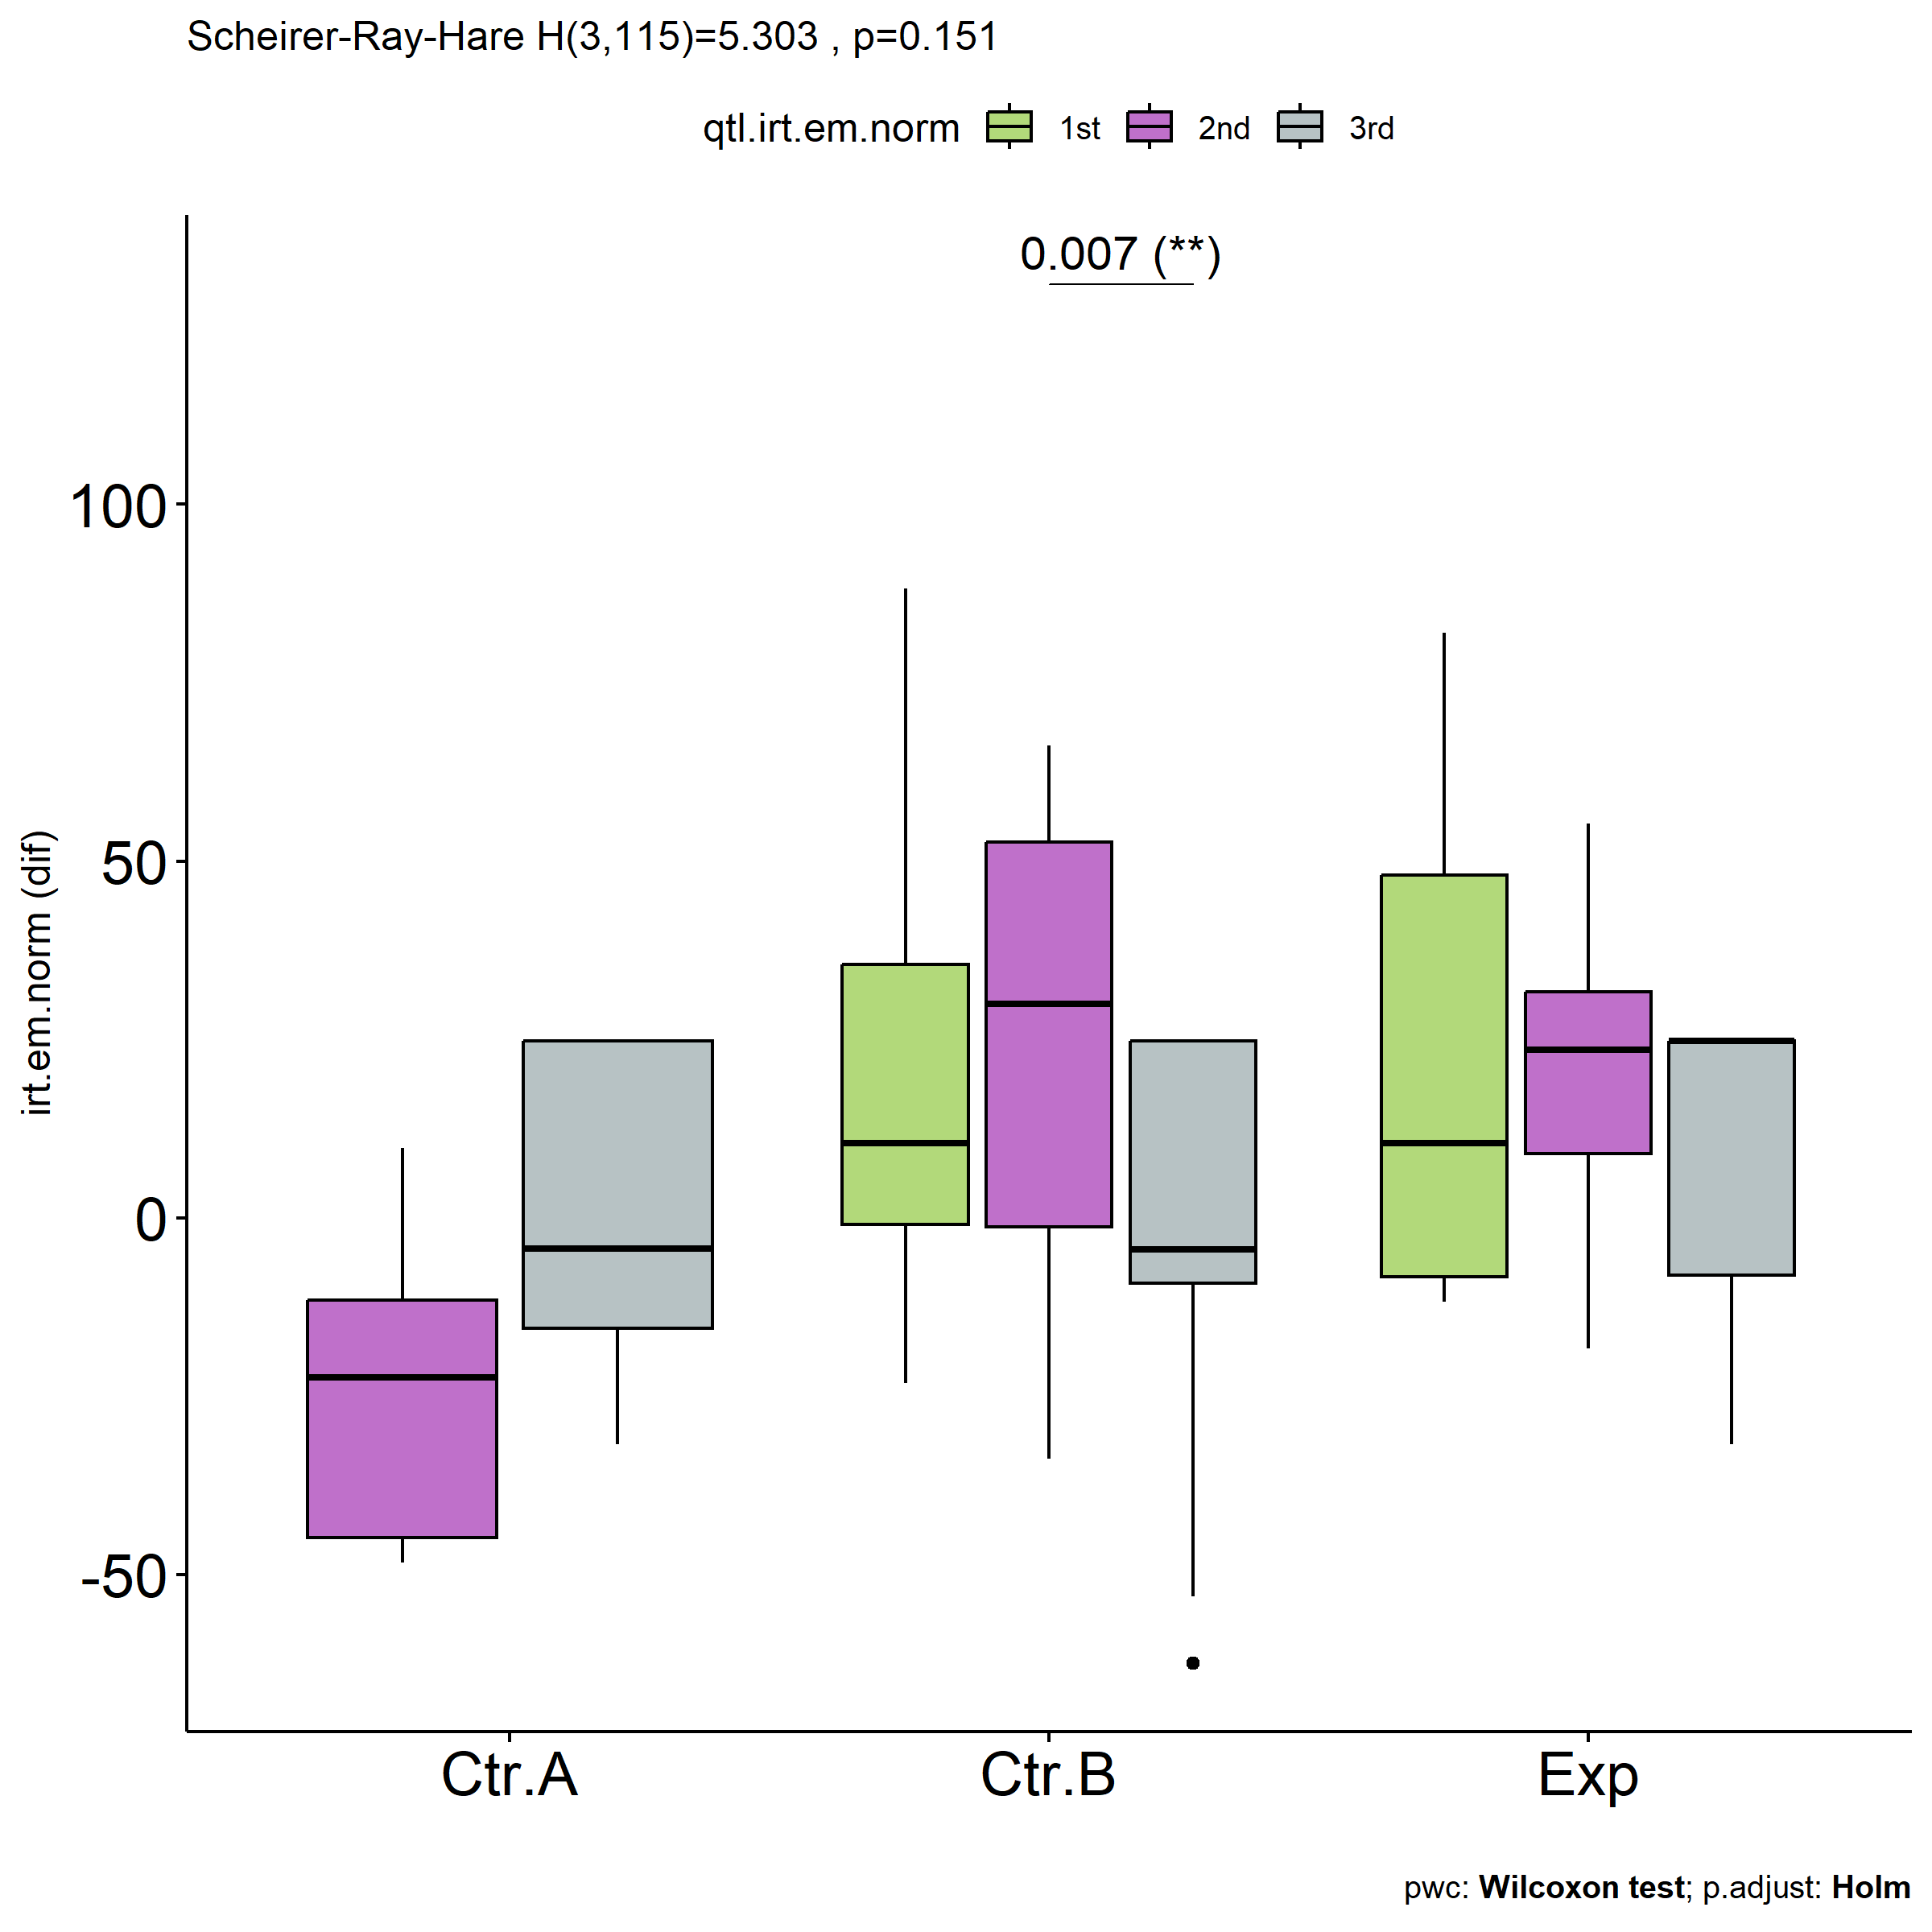 Scheirer-Ray-Hare H(3,115)=5.303 , p=0.151
qtl.irt.em.norm 1st 2nd 3rd
0.007 (**)
100
50
0
-50
irt.em.norm (dif)
Ctr.A Ctr.B Exp
pwc: Wilcoxon test; p.adjust: Holm